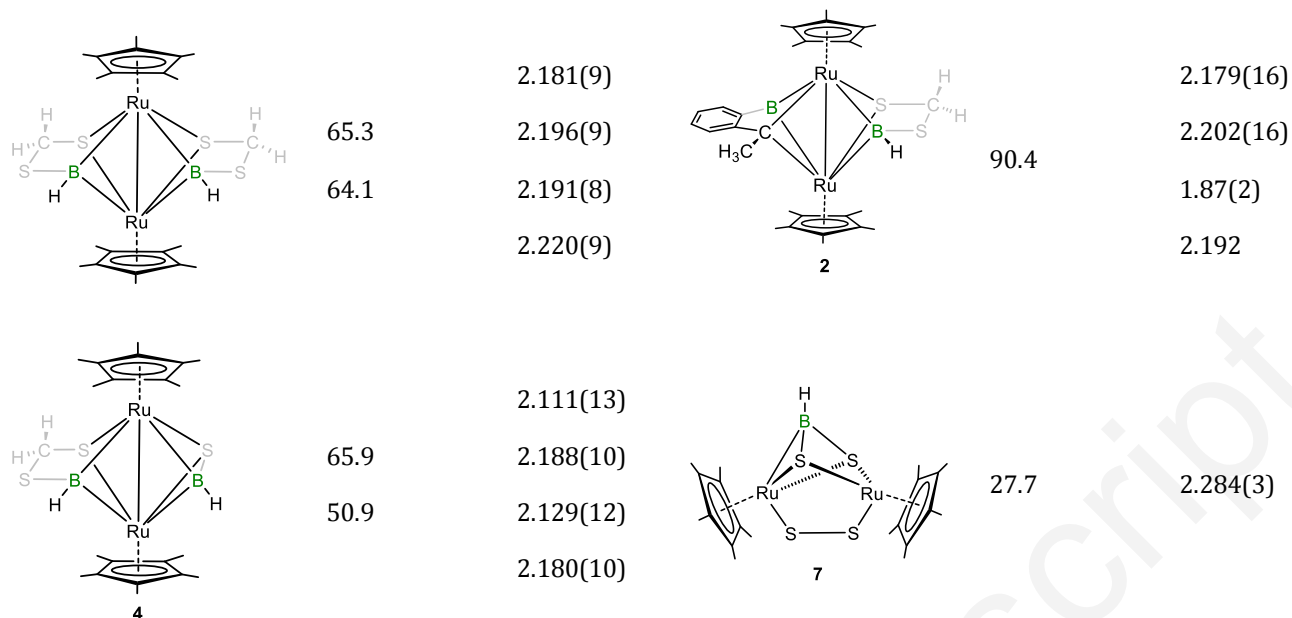 Ru
H
H
C
S
S
H
H
S
B
B
S
H
H
Ru
65.3
64.1
2.181(9)
2.196(9)
2.191(8)
2.220(9)
Ru
H
B
S
C
H
C
B
S
H3C
H
Ru
2
90.4
2.179(16)
2.202(16)
1.87(2)
2.192
Ru
H
H
C
S
S
S
B
B
H
H
Ru
4
65.9
50.9
2.111(13)
2.188(10)
2.129(12)
2.180(10)
H
B
S
S
Ru
Ru
S
S
7
27.7
2.284(3)
script